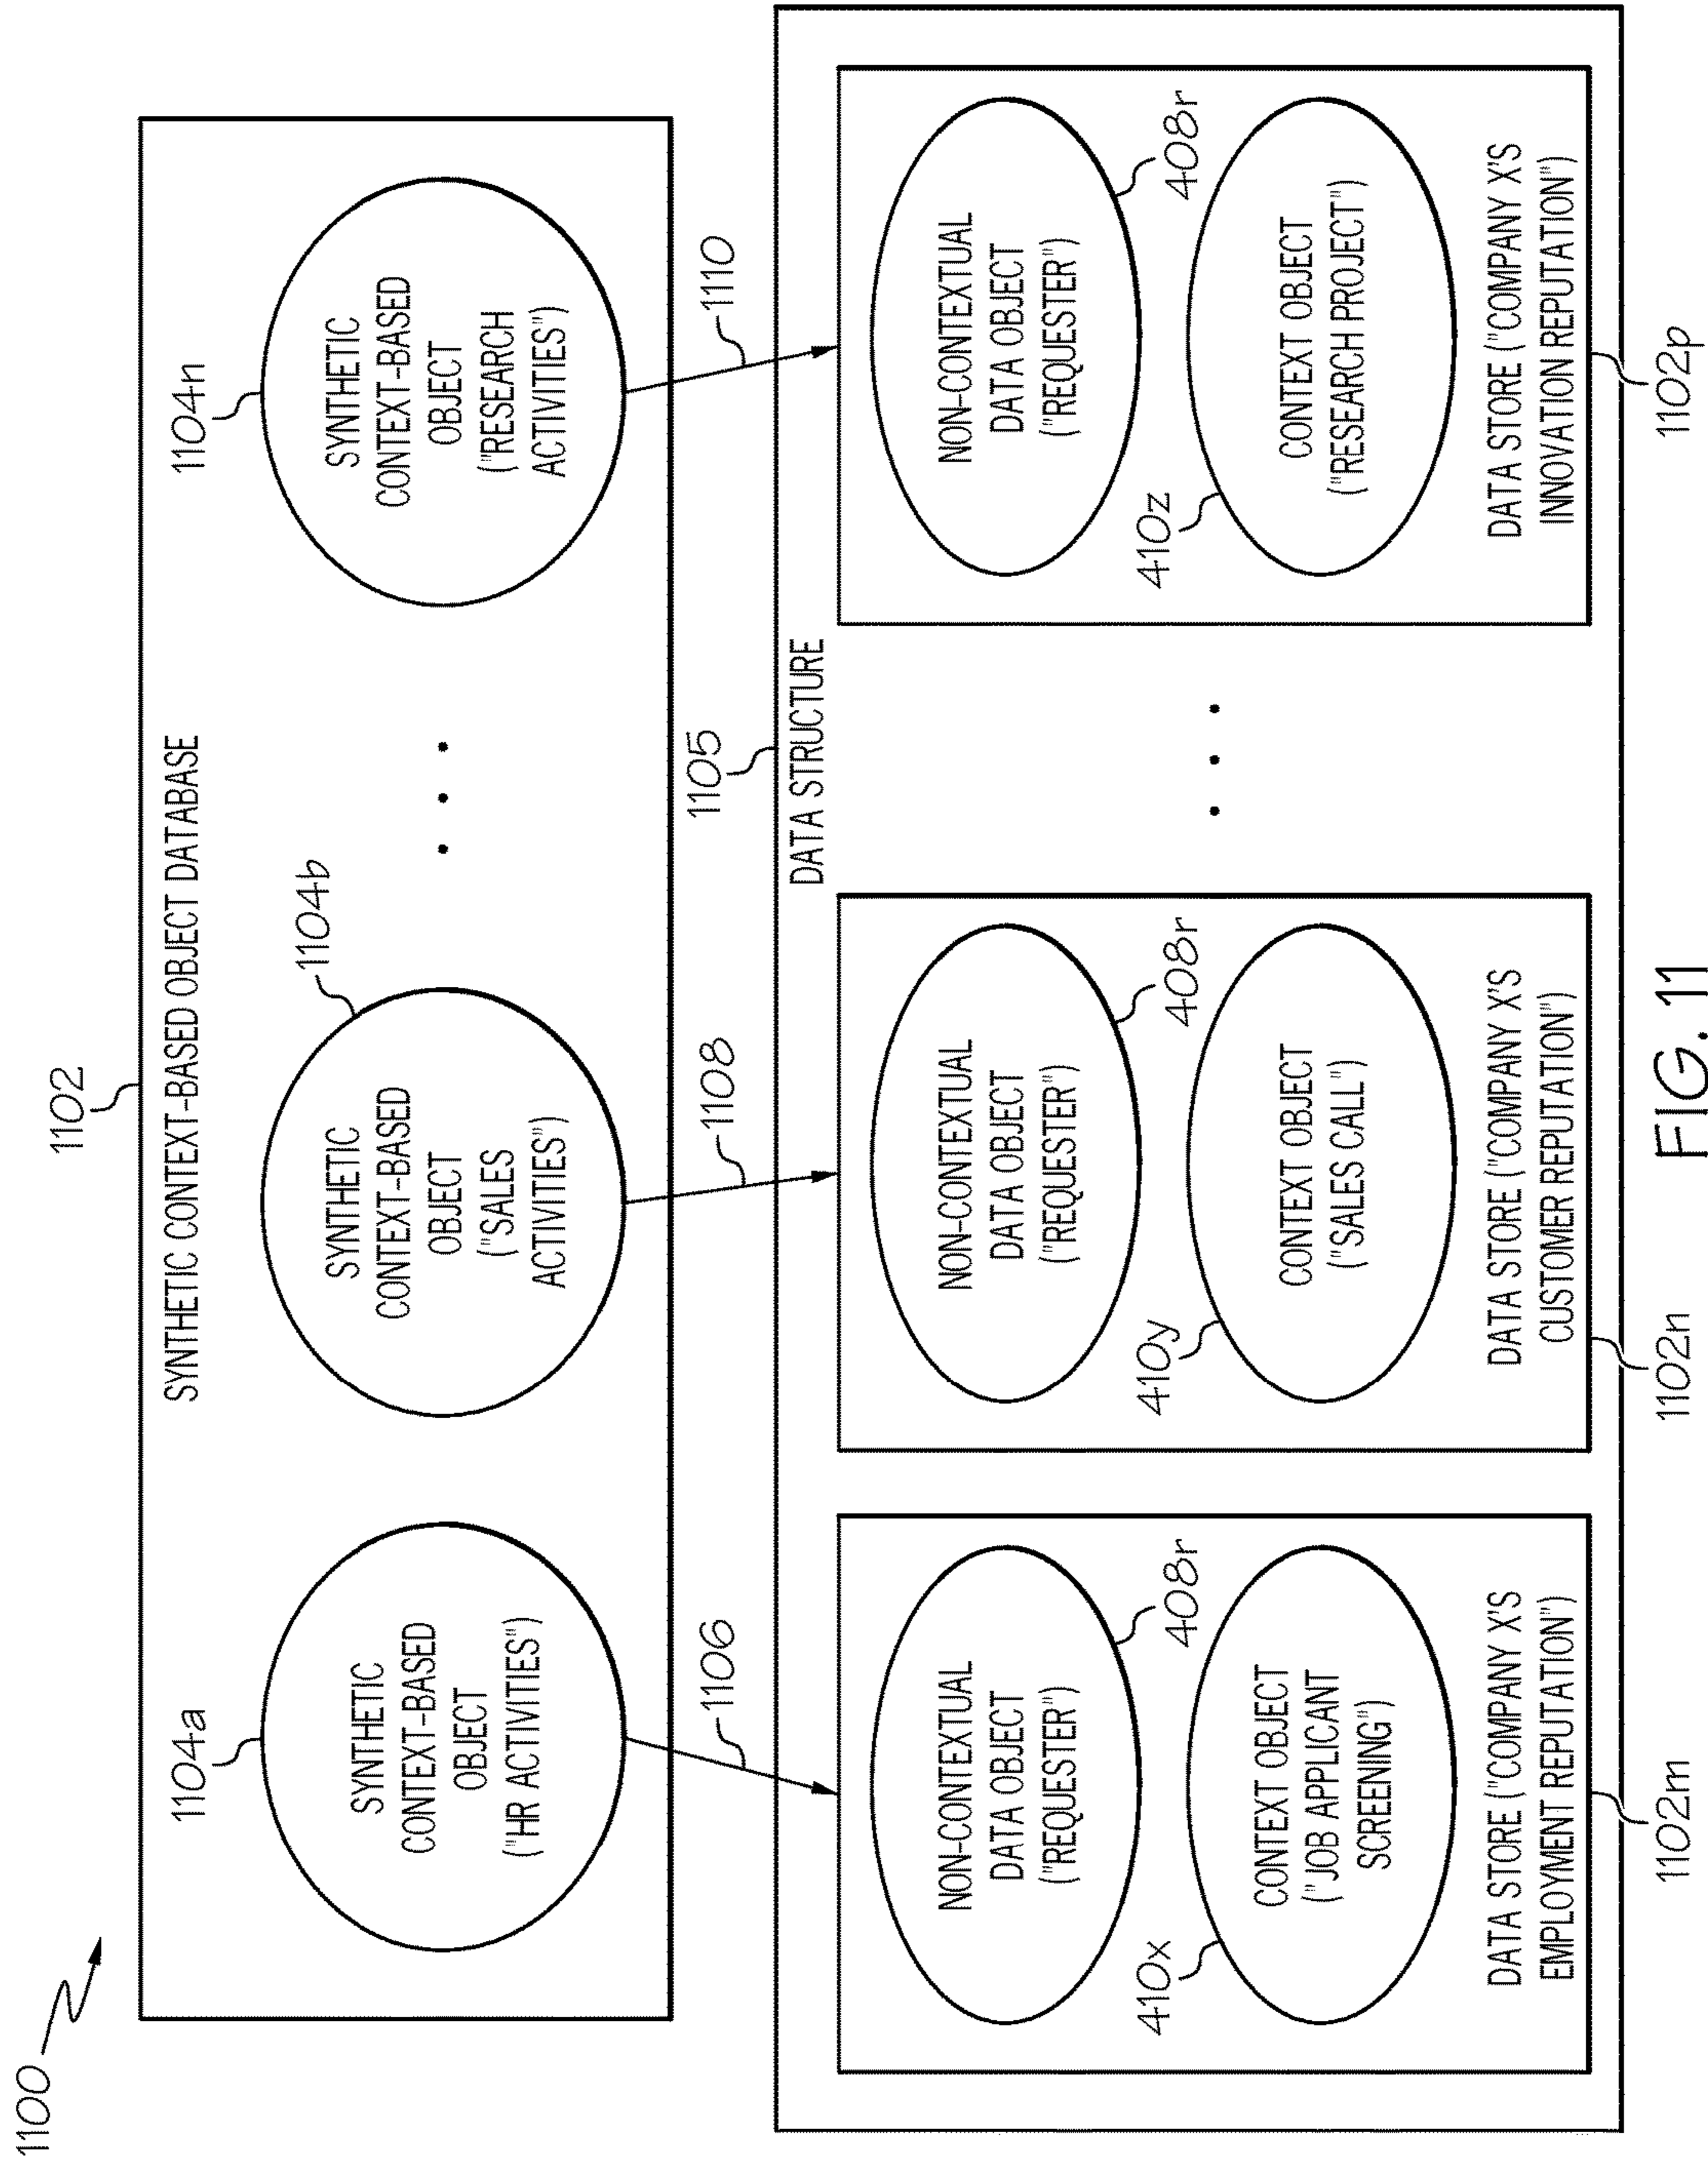 1100
1102
SYNTHETIC CONTEXT-BASED OBJECT DATABASE
1104a
SYNTHETIC
CONTEXT-BASED
OBJECT
("HR ACTIVITIES")
1104b
SYNTHETIC
CONTEXT-BASED
OBJECT
("SALES
ACTIVITIES")
1104n
SYNTHETIC
CONTEXT-BASED
OBJECT
("RESEARCH
ACTIVITIES")
1106
1108
1105
1110
DATA STRUCTURE
NON-CONTEXTUAL
DATA OBJECT
("REQUESTER")
408r
410x
CONTEXT OBJECT
("JOB APPLICANT
SCREENING")
DATA STORE ("COMPANY X'S
EMPLOYMENT REPUTATION")
1102m
NON-CONTEXTUAL
DATA OBJECT
("REQUESTER")
408r
410y
CONTEXT OBJECT
("SALES CALL")
DATA STORE ("COMPANY X'S
CUSTOMER REPUTATION")
1102n
NON-CONTEXTUAL
DATA OBJECT
("REQUESTER")
408r
410z
CONTEXT OBJECT
("RESEARCH PROJECT")
DATA STORE ("COMPANY X'S
INNOVATION REPUTATION")
1102p
FIG. 11